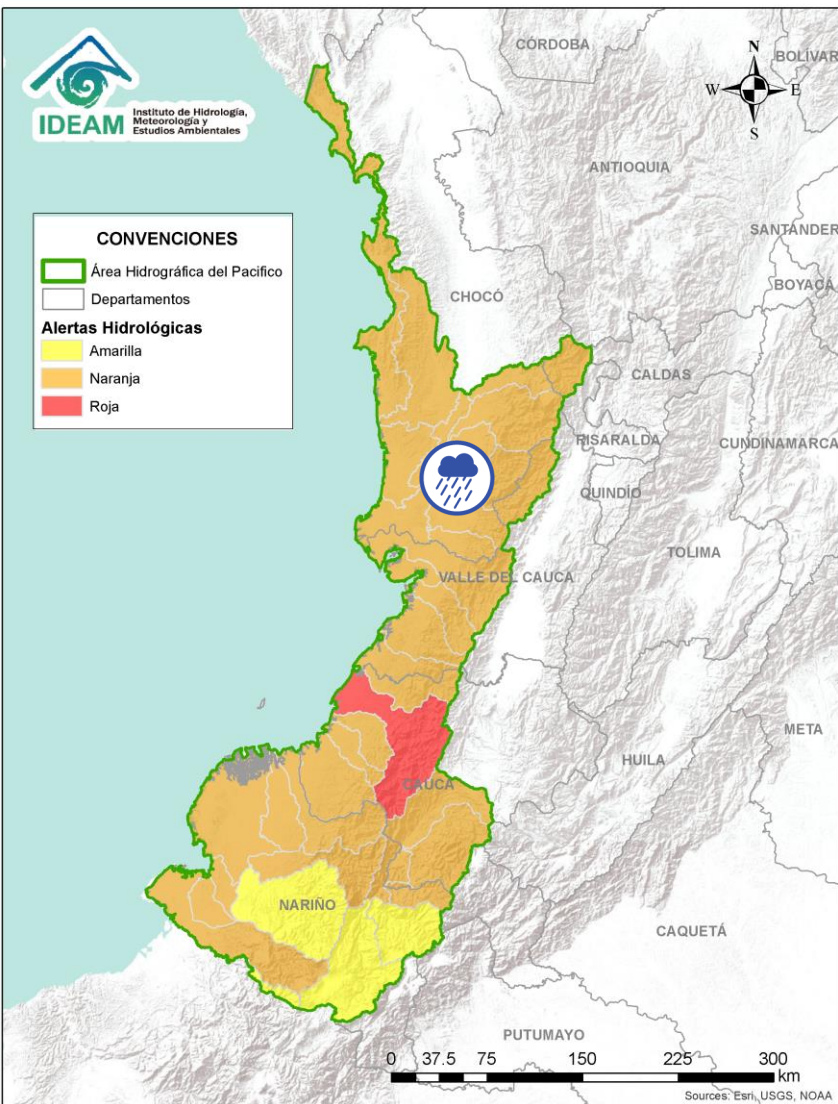 IDEAM
Instituto de Hidrología,
Meteorología y
Estudios Ambientales
CÓRDOBA
BOLÍVAR
N
W
E
S
ANTIOQUIA
SANTANDER
BOYACÁ
CONVENCIONES
Área Hidrográfica del Pacifico
Departamentos
Alertas Hidrológicas
Amarilla
Naranja
Roja
CHOCÓ
CALDAS
RISARALDA
CUNDINAMARCA
QUINDÍO
TOLIMA
VALLE DEL CAUCA
META
HUILA
CAUCA
NARIÑO
CAQUETÁ
PUTUMAYO
0 37.5 75 150 225 300
km
Sources: Esri, USGS, NOAA